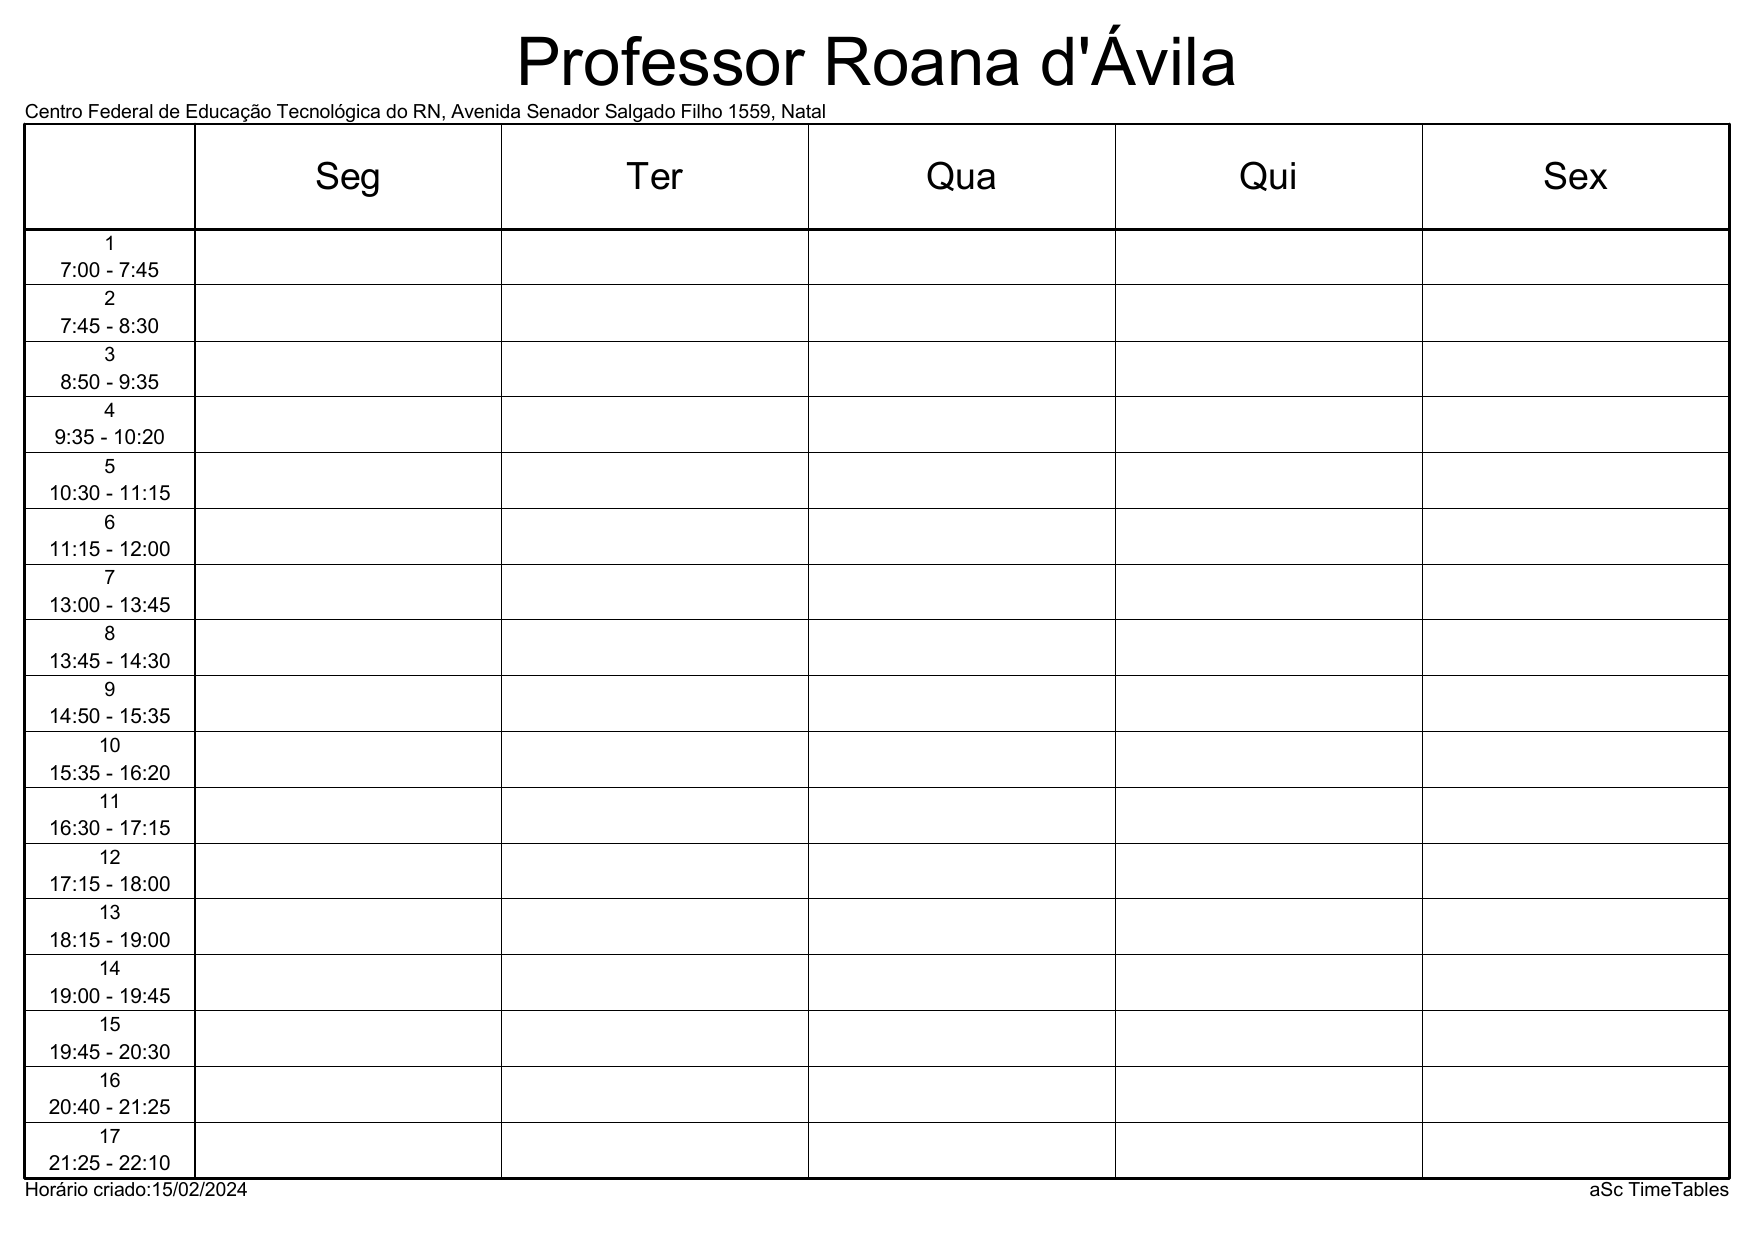 Professor Roana d'Ávila
Centro Federal de Educação Tecnológica do RN, Avenida Senador Salgado Filho 1559, Natal
Seg Ter Qua Qui Sex
1
7:00 - 7:45
2
7:45 - 8:30
3
8:50 - 9:35
4
9:35 - 10:20
5
10:30 - 11:15
6
11:15 - 12:00
7
13:00 - 13:45
8
13:45 - 14:30
9
14:50 - 15:35
10
15:35 - 16:20
11
16:30 - 17:15
12
17:15 - 18:00
13
18:15 - 19:00
14
19:00 - 19:45
15
19:45 - 20:30
16
20:40 - 21:25
17
21:25 - 22:10
Horário criado:15/02/2024 aSc TimeTables